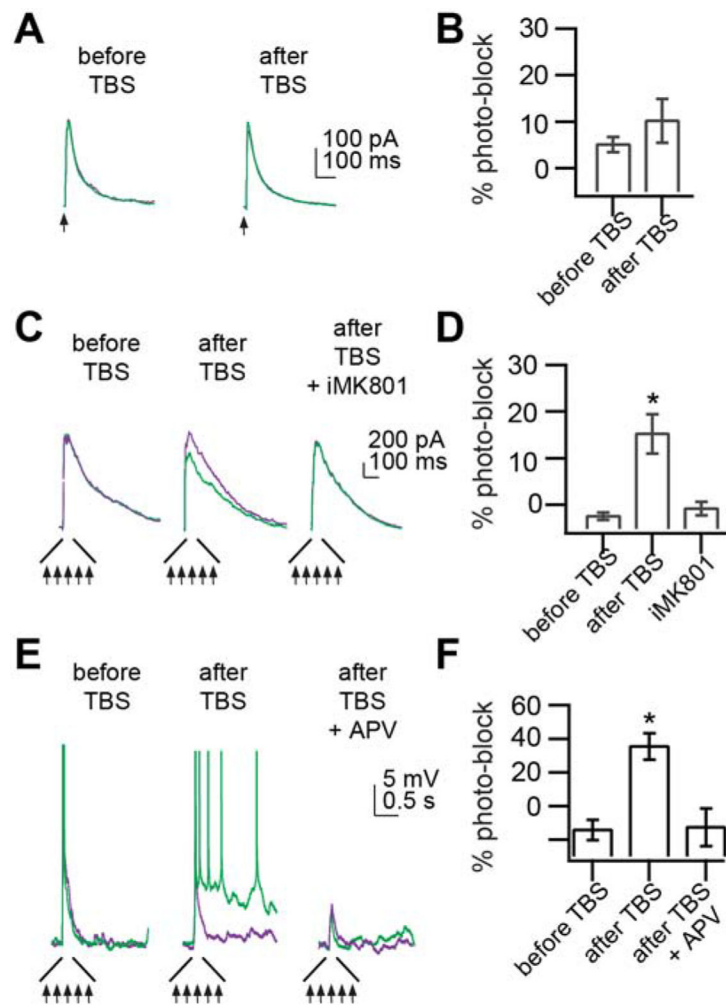 A
before
TBS
after
TBS
100 pA
100 ms
B
% photo-block
30
20
10
0
before TBS
after TBS
C
before
TBS
after
TBS
after
TBS
+ iMK801
200 pA
100 ms
D
% photo-block
30
20
10
0
before TBS
after TBS
*
iMK801
E
before
TBS
after
TBS
after
TBS
+ APV
5 mV
0.5 s
F
% photo-block
60
40
20
0
before TBS
after TBS
*
after TBS
+ APV